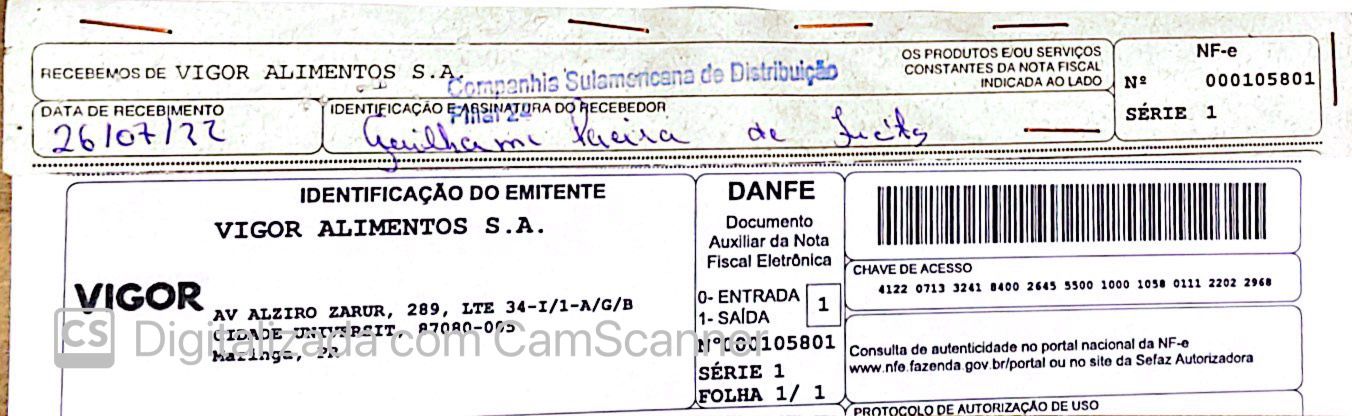 RECEBEMOS DE VIGOR ALIMENTOS S.A.
Companhia Sulamericana de Distribuição
OS PRODUTOS E/OU SERVIÇOS
CONSTANTES DA NOTA FISCAL
INDICADA AO LADO
NF-e
Nº 000105801
SÉRIE 1
DATA DE RECEBIMENTO
26/07/22
IDENTIFICAÇÃO E ASSINATURA DO RECEBEDOR
de
IDENTIFICAÇÃO DO EMITENTE
VIGOR ALIMENTOS S.A.
VIGOR
AV ALZIRO ZARUR, 289, LTE 34-I/1-A/G/B
CIDADE UNIVERSIT, 87080-005
Maringa, PR
DANFE
Documento
Auxiliar da Nota
Fiscal Eletrônica
0- ENTRADA
1- SAÍDA
1
Nº000105801
SÉRIE 1
FOLHA 1/ 1
CHAVE DE ACESSO
4122 0713 3241 8400 2645 5500 1000 1058 0111 2202 2968
Consulta de autenticidade no portal nacional da NF-e
www.nfe.fazenda.gov.br/portal ou no site da Sefaz Autorizadora
PROTOCOLO DE AUTORIZAÇÃO DE USO
CS Digitalizada com CamScanner